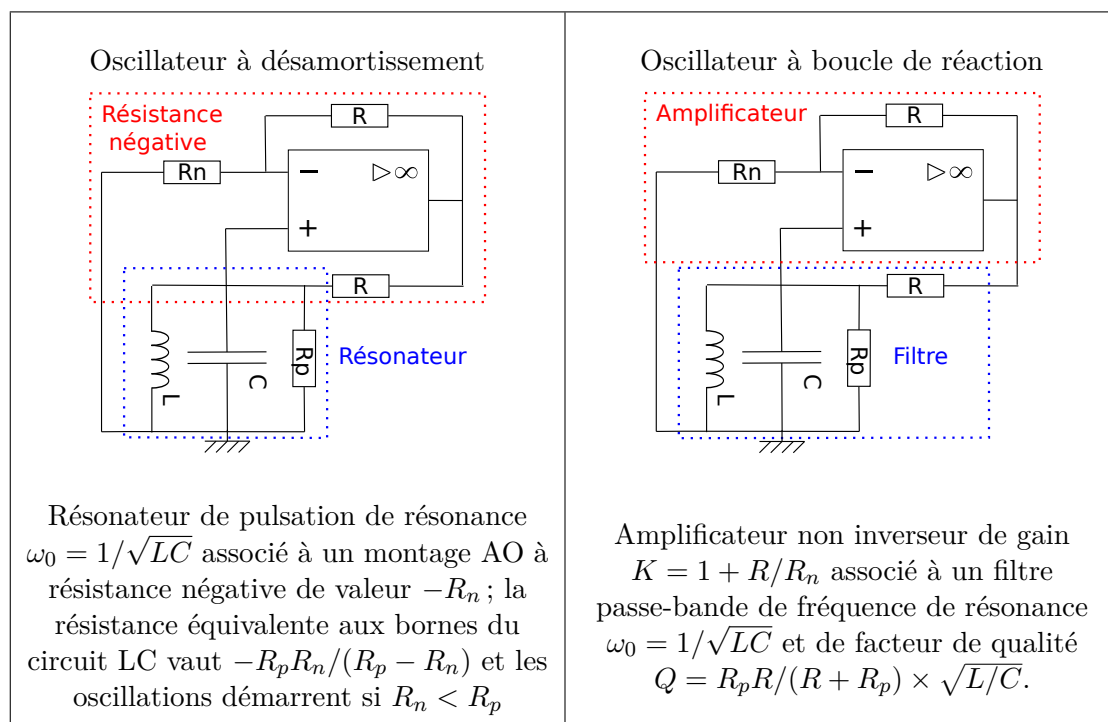 Oscillateur à désamortissement
Résistance
négative
R
Rn
−
▷∞
+
R
Résonateur
L
C
Rp
Résonateur de pulsation de résonance
ω₀ = 1/√LC associé à un montage AO à
résistance négative de valeur −Rₙ ; la
résistance équivalente aux bornes du
circuit LC vaut −RₚRₙ/(Rₚ − Rₙ) et les
oscillations démarrent si Rₙ < Rₚ
Oscillateur à boucle de réaction
Amplificateur
R
Rn
−
▷∞
+
R
Filtre
L
C
Rp
Amplificateur non inverseur de gain
K = 1 + R/Rₙ associé à un filtre
passe-bande de fréquence de résonance
ω₀ = 1/√LC et de facteur de qualité
Q = RₚR/(R + Rₚ) × √L/C.